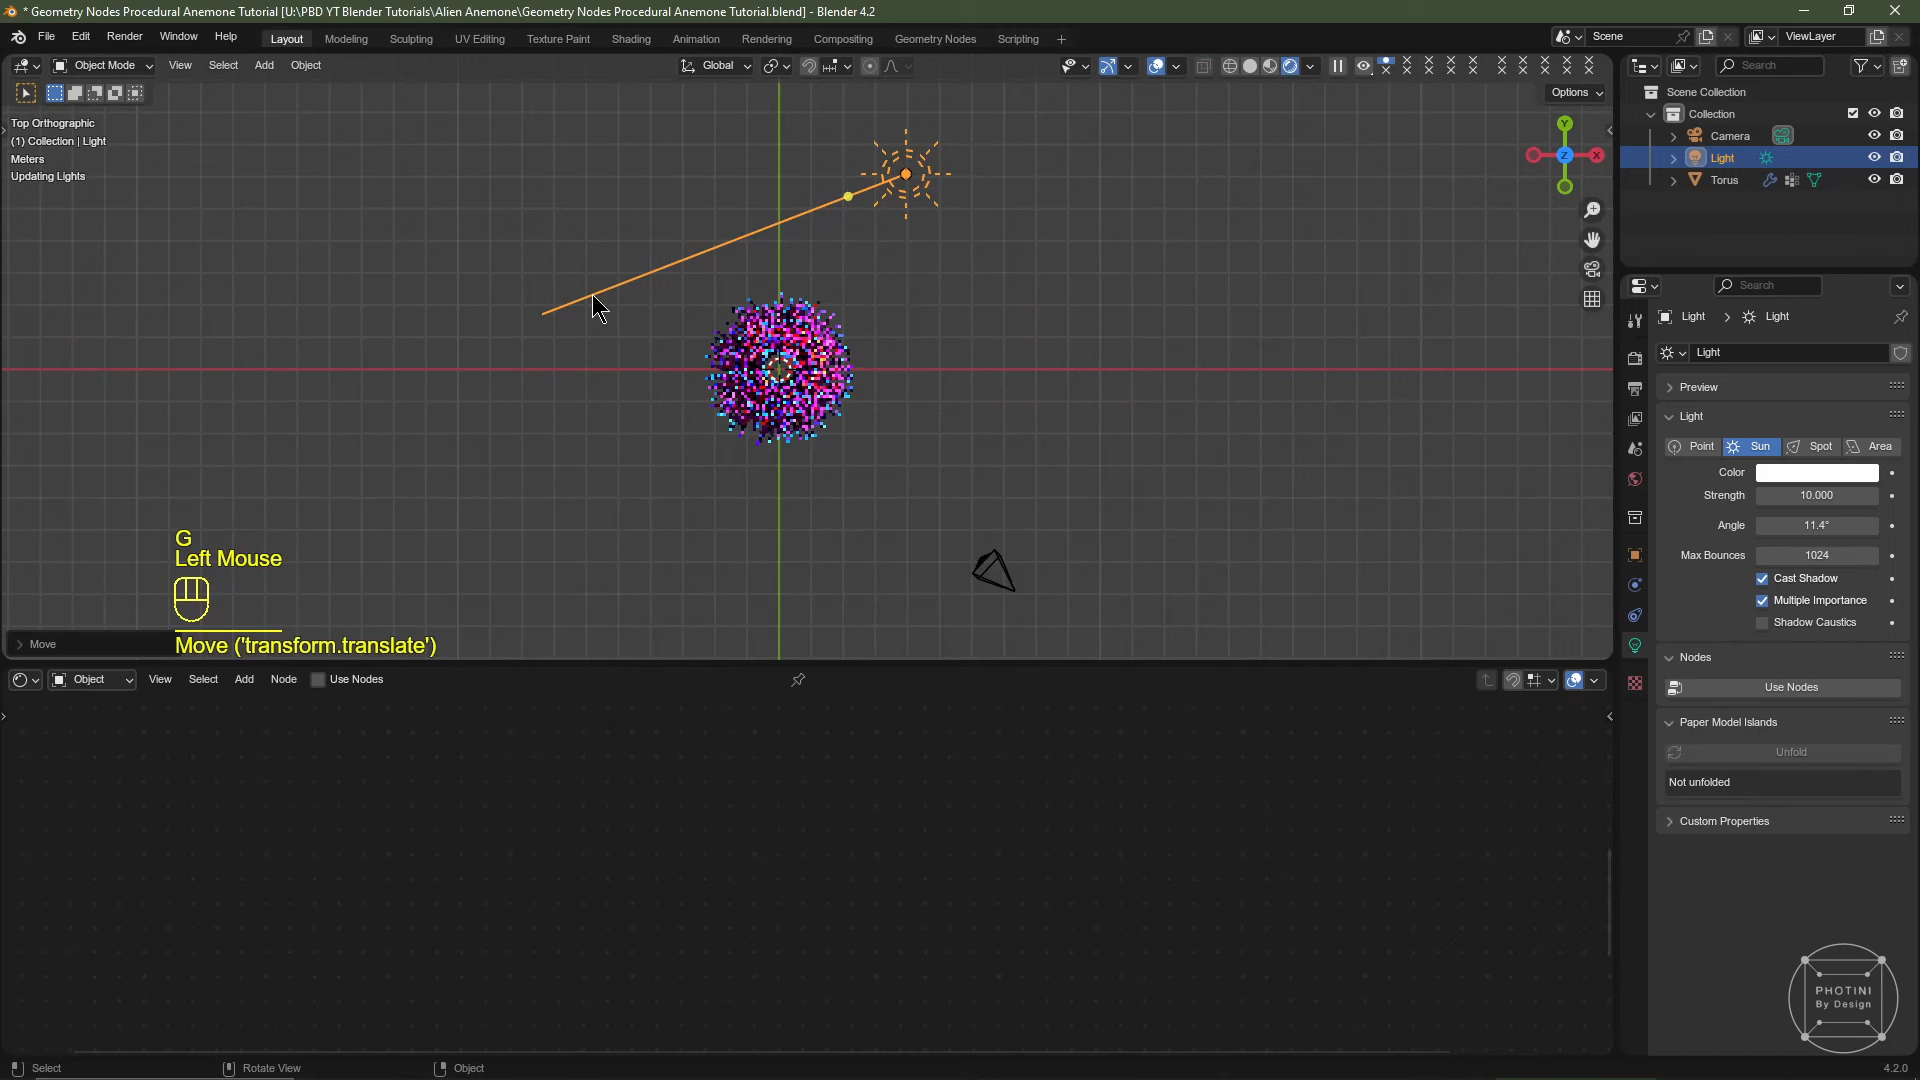 * Geometry Nodes Procedural Anemone Tutorial [U:\PBD YT Blender Tutorials\Alien Anemone\Geometry Nodes Procedural Anemone Tutorial.blend] - Blender 4.2
File Edit Render Window Help Layout Modeling Sculpting UV Editing Texture Paint Shading Animation Rendering Compositing Geometry Nodes Scripting + Scene ViewLayer
Object Mode View Select Add Object Global Search
Options
Scene Collection
Collection
Camera
Light
Torus
Top Orthographic
(1) Collection | Light
Meters
Updating Lights
Y
Z
X
G
Left Mouse
Move
Move ('transform.translate')
Search
Light > Light
Light
Preview
Light
Point Sun Spot Area
Color
Strength 10.000
Angle 11.4°
Max Bounces 1024
Cast Shadow
Multiple Importance
Shadow Caustics
Nodes
Use Nodes
Paper Model Islands
Unfold
Not unfolded
Custom Properties
Object View Select Add Node Use Nodes
PHOTINI
By Design
Select Rotate View Object 4.2.0